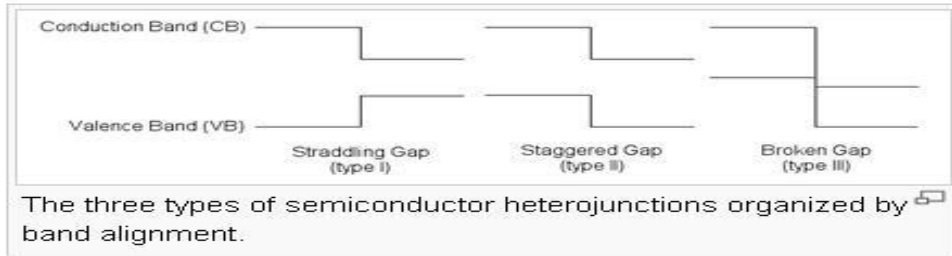 Conduction Band (CB)
Valence Band (VB)
Straddling Gap
(type I)
Staggered Gap
(type II)
Broken Gap
(type III)
The three types of semiconductor heterojunctions organized by
band alignment.